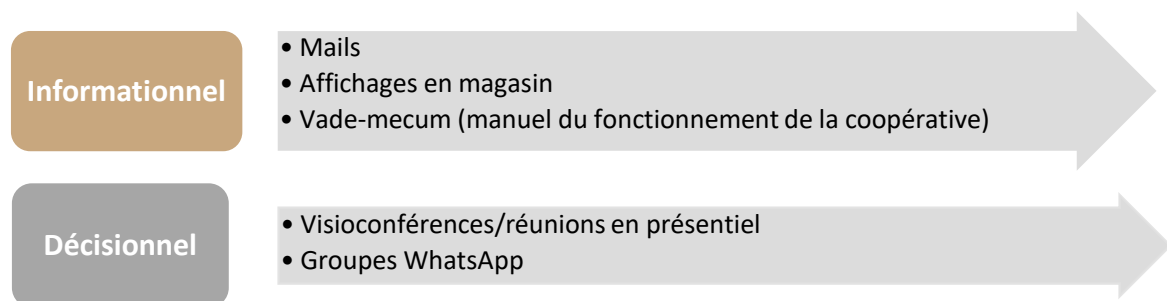 Informationnel
• Mails
• Affichages en magasin
• Vade-mecum (manuel du fonctionnement de la coopérative)
Décisionnel
• Visioconférences/réunions en présentiel
• Groupes WhatsApp